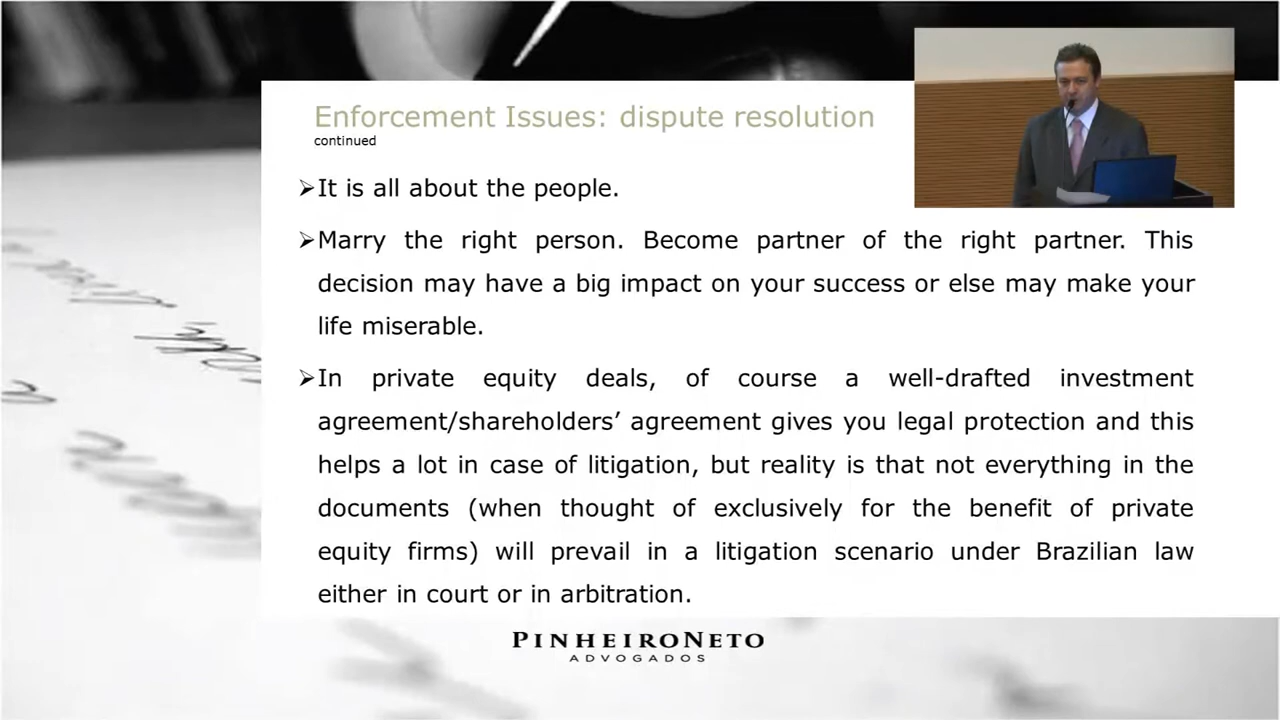 Enforcement Issues: dispute resolution
continued
➢It is all about the people.
➢Marry the right person. Become partner of the right partner. This
decision may have a big impact on your success or else may make your
life miserable.
➢In private equity deals, of course a well-drafted investment
agreement/shareholders’ agreement gives you legal protection and this
helps a lot in case of litigation, but reality is that not everything in the
documents (when thought of exclusively for the benefit of private
equity firms) will prevail in a litigation scenario under Brazilian law
either in court or in arbitration.
PINHEIRONETO
ADVOGADOS